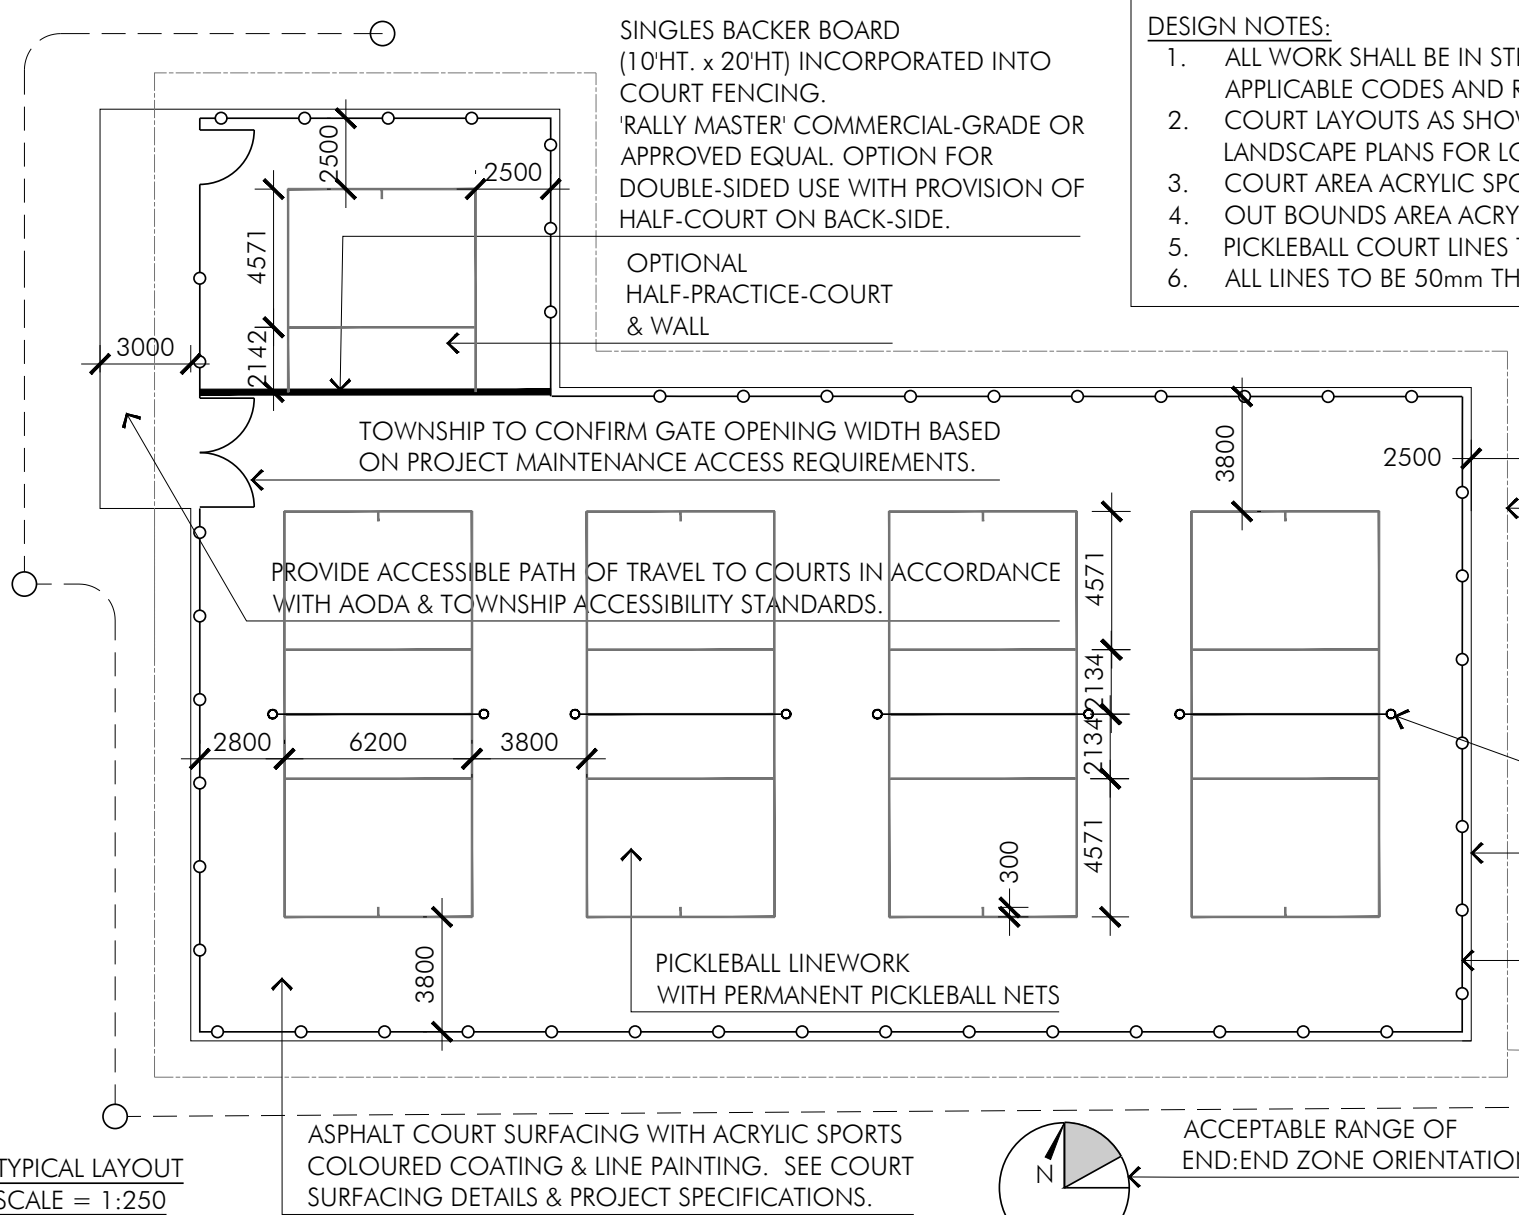 SINGLES BACKER BOARD
(10'HT. x 20'HT) INCORPORATED INTO
COURT FENCING.
'RALLY MASTER' COMMERCIAL-GRADE OR
APPROVED EQUAL. OPTION FOR
DOUBLE-SIDED USE WITH PROVISION OF
HALF-COURT ON BACK-SIDE.
DESIGN NOTES:
1. ALL WORK SHALL BE IN
APPLICABLE CODES AND
2. COURT LAYOUTS AS
LANDSCAPE PLANS FOR
3. COURT AREA ACRYLIC
4. OUT BOUNDS AREA
5. PICKLEBALL COURT LINES
6. ALL LINES TO BE 50mm
OPTIONAL
HALF-PRACTICE-COURT
& WALL
2500
2500
4571
2142
3000
TOWNSHIP TO CONFIRM GATE OPENING WIDTH BASED
ON PROJECT MAINTENANCE ACCESS REQUIREMENTS.
3800
2500
PROVIDE ACCESSIBLE PATH OF TRAVEL TO COURTS IN ACCORDANCE
WITH AODA & TOWNSHIP ACCESSIBILITY STANDARDS.
4571
2134
2134
4571
2800
6200
3800
300
3800
PICKLEBALL LINEWORK
WITH PERMANENT PICKLEBALL NETS
ASPHALT COURT SURFACING WITH ACRYLIC SPORTS
COLOURED COATING & LINE PAINTING. SEE COURT
SURFACING DETAILS & PROJECT SPECIFICATIONS.
N
ACCEPTABLE RANGE OF
END:END ZONE ORIENTATION
TYPICAL LAYOUT
SCALE = 1:250